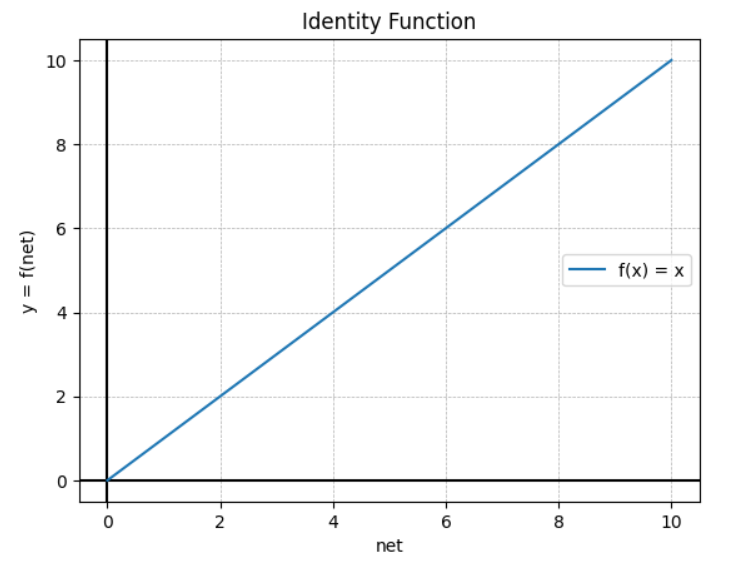 Identity Function
10
8
6
4
2
0
y = f(net)
f(x) = x
0 2 4 6 8 10
net